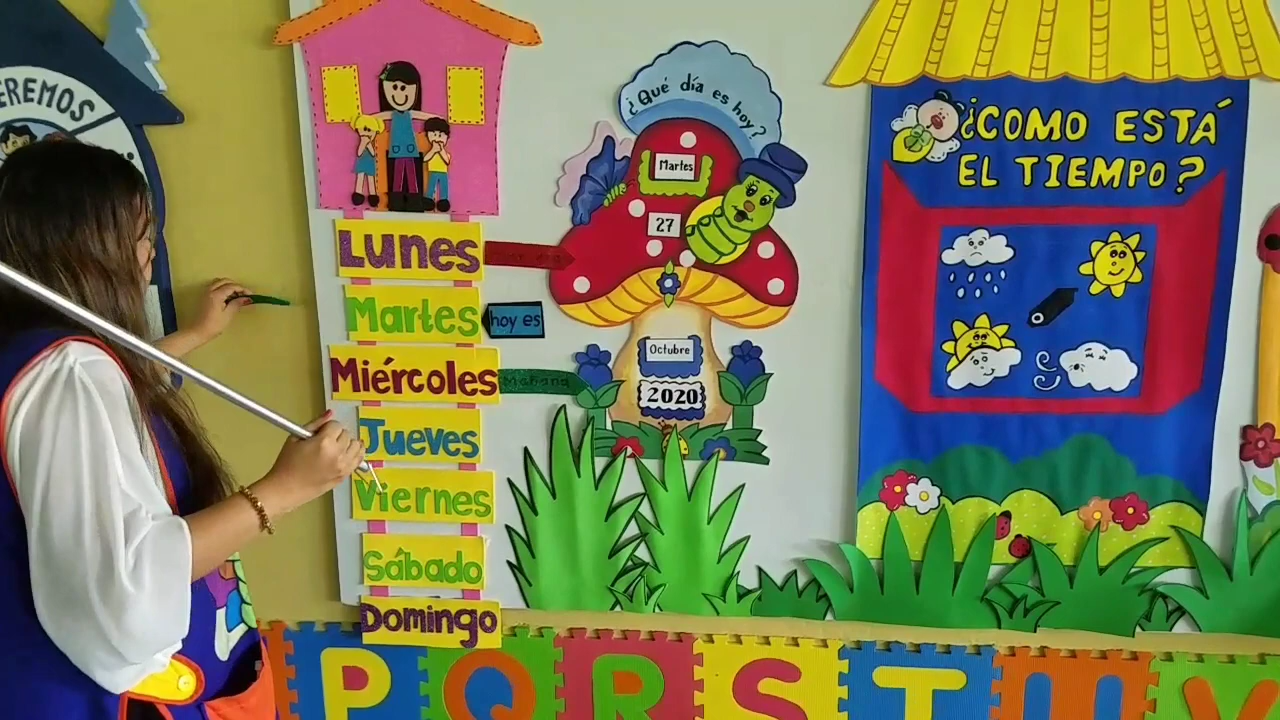 ¿Qué día es hoy?
Martes
27
Octubre
2020
Lunes
Martes
hoy es
Miércoles
Mañana
Jueves
Viernes
Sábado
Domingo
¿COMO ESTÁ
EL TIEMPO?
P Q R S T U V